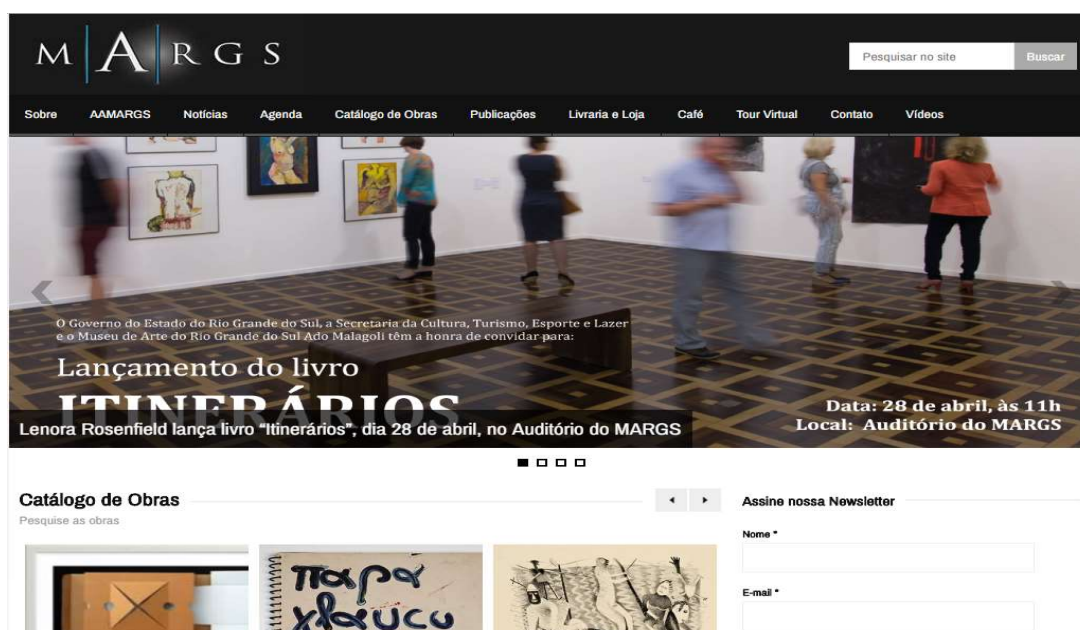 M|A|RGS
Pesquisar no site
Buscar
Sobre
AAMARGS
Notícias
Agenda
Catálogo de Obras
Publicações
Livraria e Loja
Café
Tour Virtual
Contato
Vídeos
O Governo do Estado do Rio Grande do Sul, a Secretaria da Cultura, Turismo, Esporte e Lazer
e o Museu de Arte do Rio Grande do Sul Ado Malagoli têm a honra de convidar para:
Lançamento do livro
ITINERÁRIOS
Data: 28 de abril, às 11h
Local: Auditório do MARGS
Lenora Rosenfield lança livro “Itinerários”, dia 28 de abril, no Auditório do MARGS
Catálogo de Obras
Pesquise as obras
Assine nossa Newsletter
Nome *
E-mail *
παρα